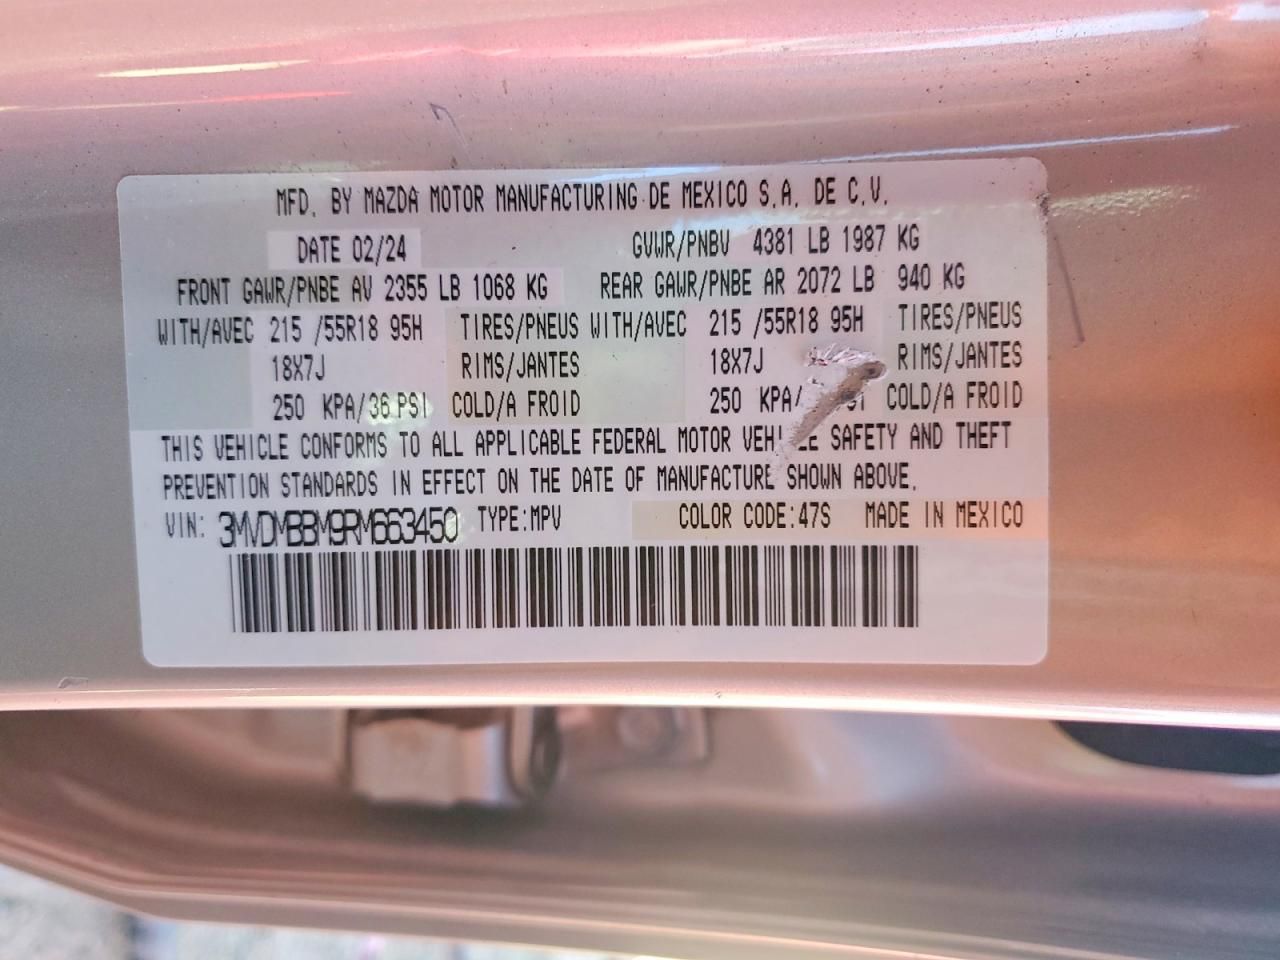 MFD. BY MAZDA MOTOR MANUFACTURING DE MEXICO S.A. DE C.V.
DATE 02/24 GVWR/PNBV 4381 LB 1987 KG
FRONT GAWR/PNBE AV 2355 LB 1068 KG REAR GAWR/PNBE AR 2072 LB 940 KG
WITH/AVEC 215 /55R18 95H TIRES/PNEUS WITH/AVEC 215 /55R18 95H TIRES/PNEUS
18X7J RIMS/JANTES 18X7J RIMS/JANTES
250 KPA/36 PSI COLD/A FROID 250 KPA/ COLD/A FROID
THIS VEHICLE CONFORMS TO ALL APPLICABLE FEDERAL MOTOR VEHICLE SAFETY AND THEFT
PREVENTION STANDARDS IN EFFECT ON THE DATE OF MANUFACTURE SHOWN ABOVE.
VIN: 3MVDMBBM9RM663450 TYPE:MPV COLOR CODE:47S MADE IN MEXICO